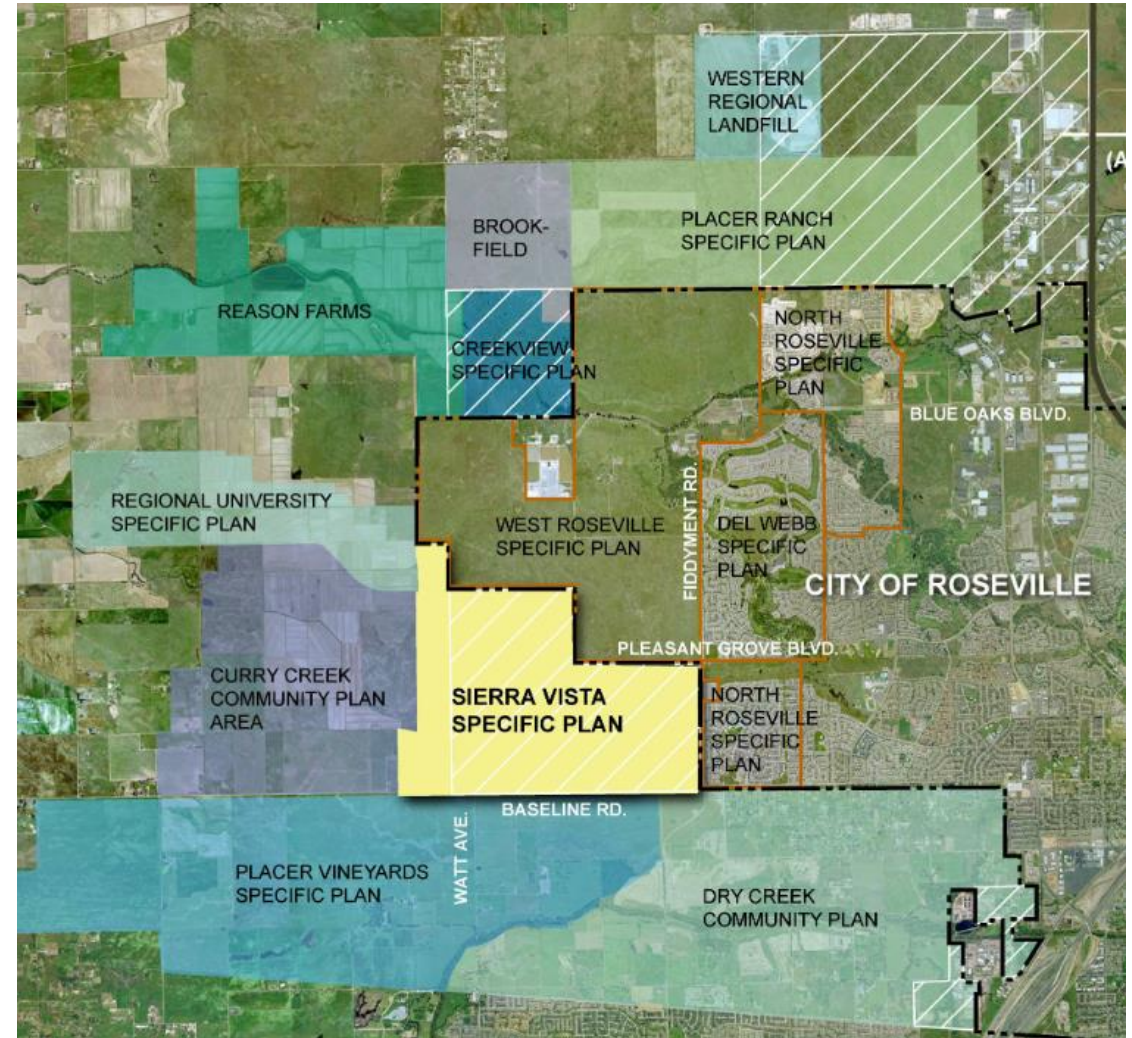 WESTERN
REGIONAL
LANDFILL
(A
BROOK-
FIELD
PLACER RANCH
SPECIFIC PLAN
REASON FARMS
CREEKVIEW
SPECIFIC PLAN
NORTH
ROSEVILLE
SPECIFIC
PLAN
BLUE OAKS BLVD.
REGIONAL UNIVERSITY
SPECIFIC PLAN
WEST ROSEVILLE
SPECIFIC PLAN
FIDDYMENT RD.
DEL WEBB
SPECIFIC
PLAN
CITY OF ROSEVILLE
PLEASANT GROVE BLVD.
CURRY CREEK
COMMUNITY PLAN
AREA
SIERRA VISTA
SPECIFIC PLAN
NORTH
ROSEVILLE
SPECIFIC
PLAN
BASELINE RD.
WATT AVE.
PLACER VINEYARDS
SPECIFIC PLAN
DRY CREEK
COMMUNITY PLAN